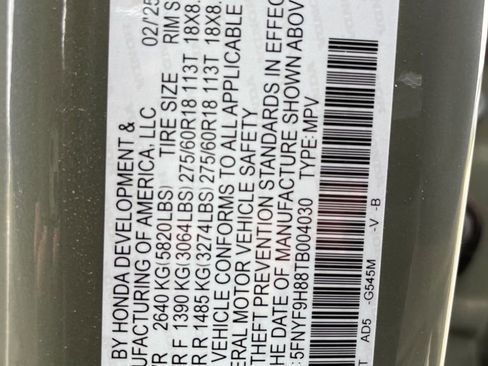 BY HONDA DEVELOPMENT & 02/'25
UFACTURING OF AMERICA, LLC
TIRE SIZE RIM S
R 2640 KG(5820LBS)
R F 1390 KG(3064LBS) 275/60R18 113T 18X8.
R R 1485 KG(3274LBS) 275/60R18 113T 18X8.
VEHICLE CONFORMS TO ALL APPLICABLE
ERAL MOTOR VEHICLE SAFETY
THEFT PREVENTION STANDARDS IN EFFEC
HE DATE OF MANUFACTURE SHOWN ABOV
:5FNYF9H88TB004030 TYPE:MPV
T AD5 -G545M -V -B